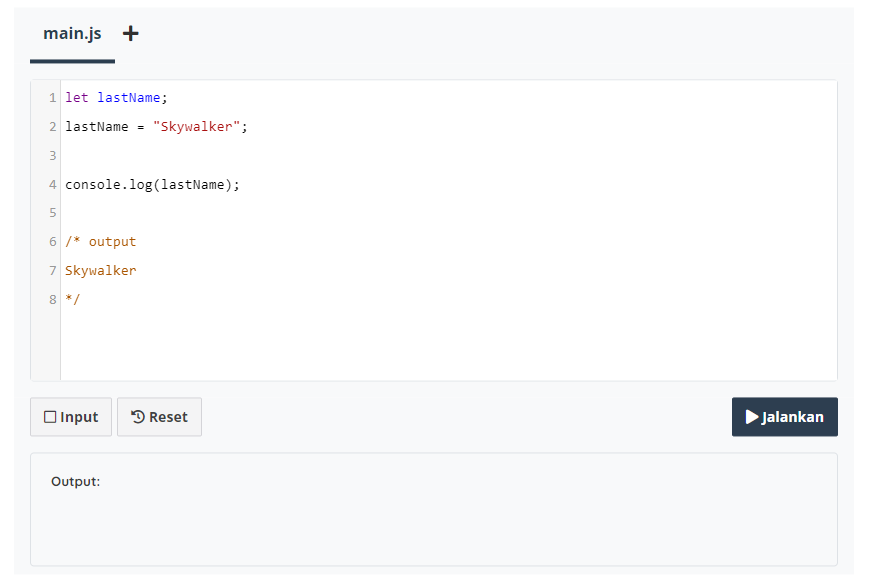 main.js +
1 let lastName;
2 lastName = "Skywalker";
3
4 console.log(lastName);
5
6 /* output
7 Skywalker
8 */
Input Reset Jalankan
Output: